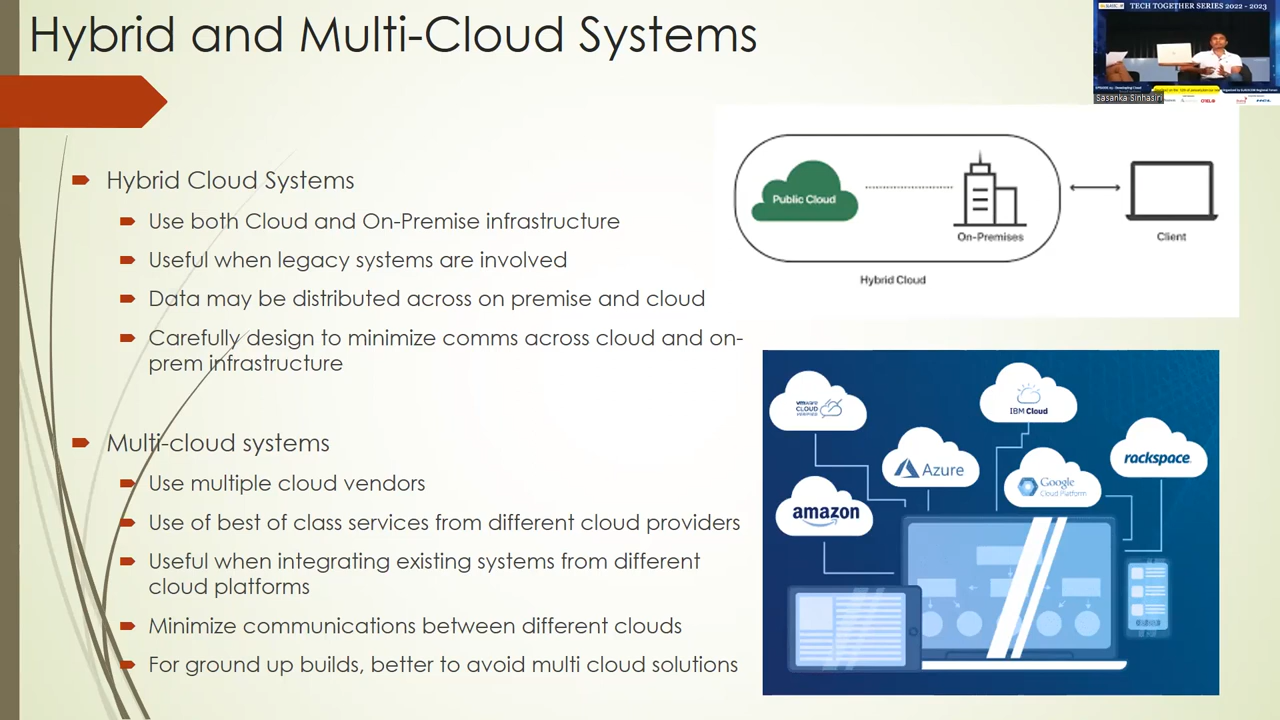 Hybrid and Multi-Cloud Systems
TECH TOGETHER SERIES 2022 - 2023
Sasanka Sinhasiri
Hybrid Cloud Systems
Use both Cloud and On-Premise infrastructure
Useful when legacy systems are involved
Data may be distributed across on premise and cloud
Carefully design to minimize comms across cloud and on-
prem infrastructure
Multi-cloud systems
Use multiple cloud vendors
Use of best of class services from different cloud providers
Useful when integrating existing systems from different
cloud platforms
Minimize communications between different clouds
For ground up builds, better to avoid multi cloud solutions
Public Cloud
On-Premises
Client
Hybrid Cloud
vmware
CLOUD
VERIFIED
IBM Cloud
Azure
Google
Cloud Platform
rackspace
amazon